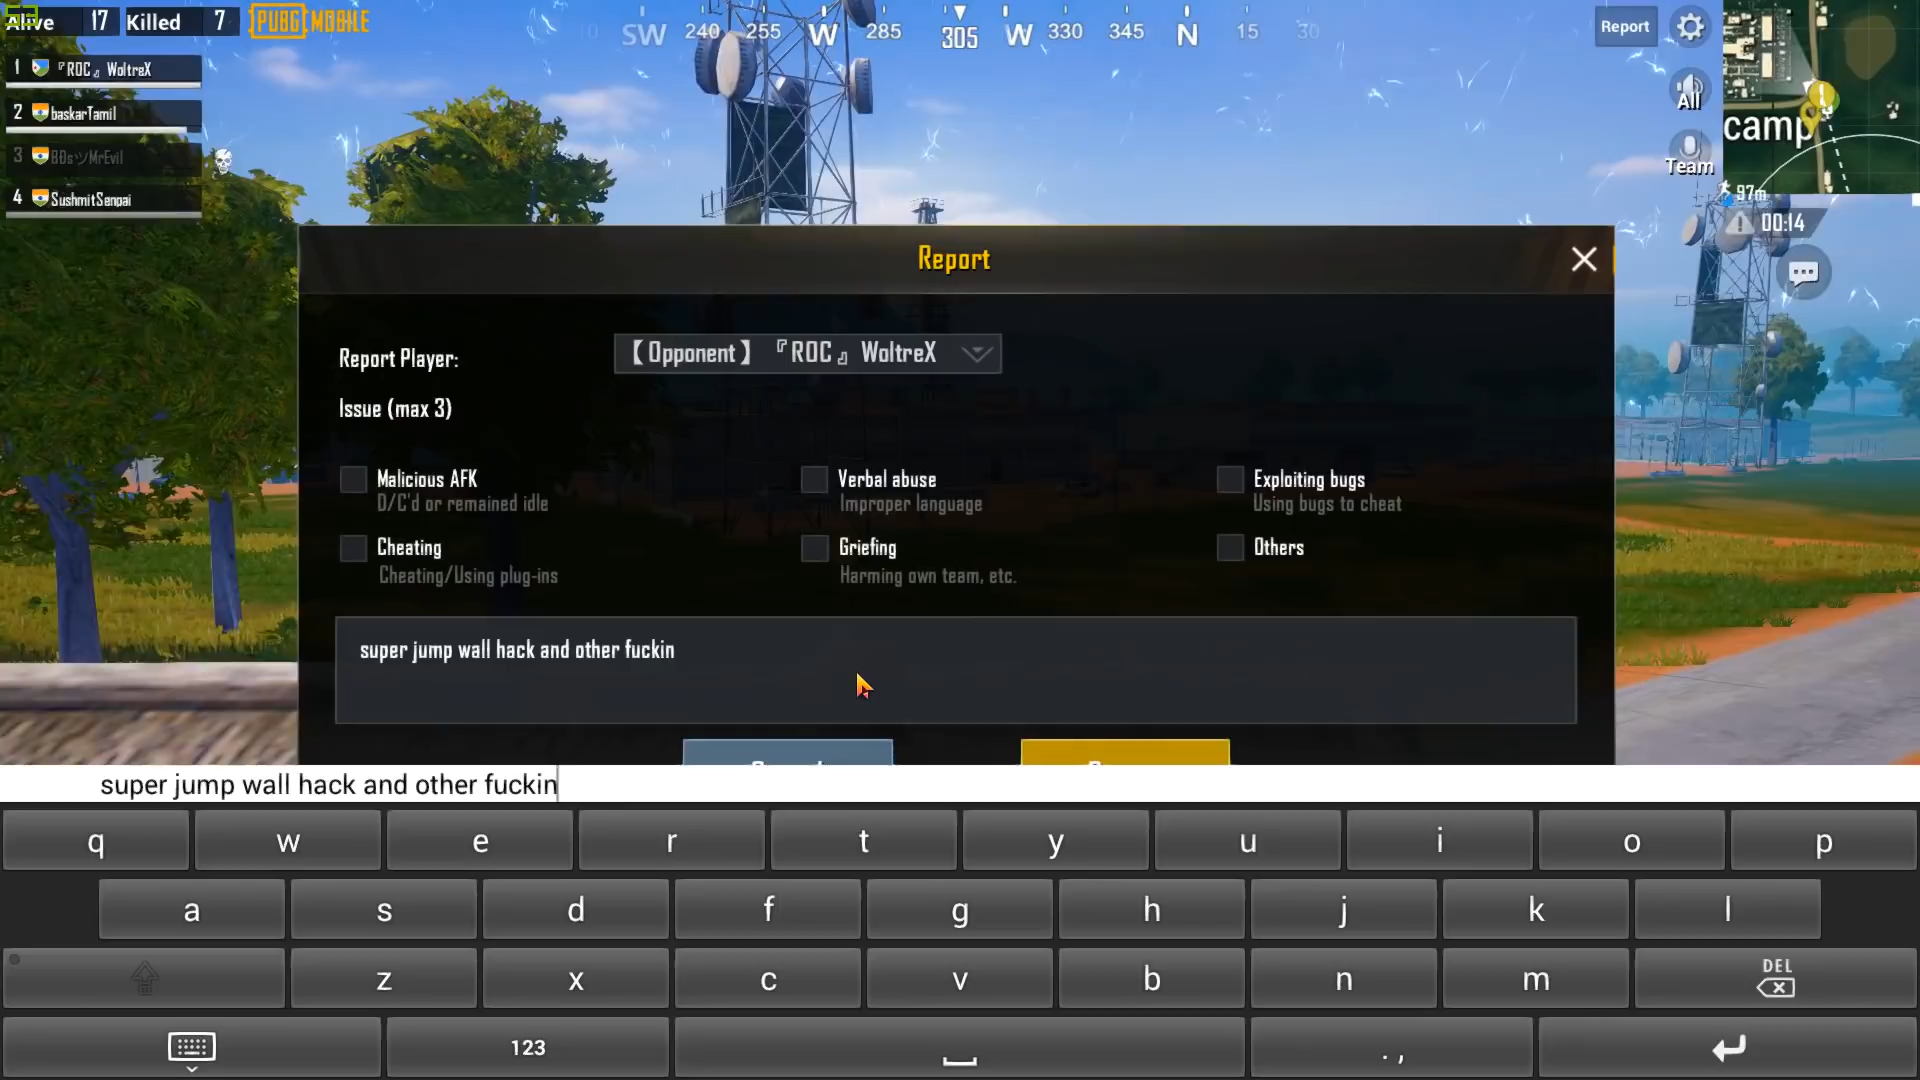 Alive 17 Killed 7 PUBG MOBILE
SW 240 255 W 285 305 W 330 345 N 15 30
Report
1 『ROC』 WoltreX
2 baskarTamil
3 BDsツMrEvil
4 SushmitSenpai
All
Team
camp
97m
00:14
Report
Report Player:
【Opponent】 『ROC』 WoltreX
Issue (max 3)
Malicious AFK
D/C'd or remained idle
Verbal abuse
Improper language
Exploiting bugs
Using bugs to cheat
Cheating
Cheating/Using plug-ins
Griefing
Harming own team, etc.
Others
super jump wall hack and other fuckin
super jump wall hack and other fuckin
q w e r t y u i o p
a s d f g h j k l
z x c v b n m DEL
123 . ,